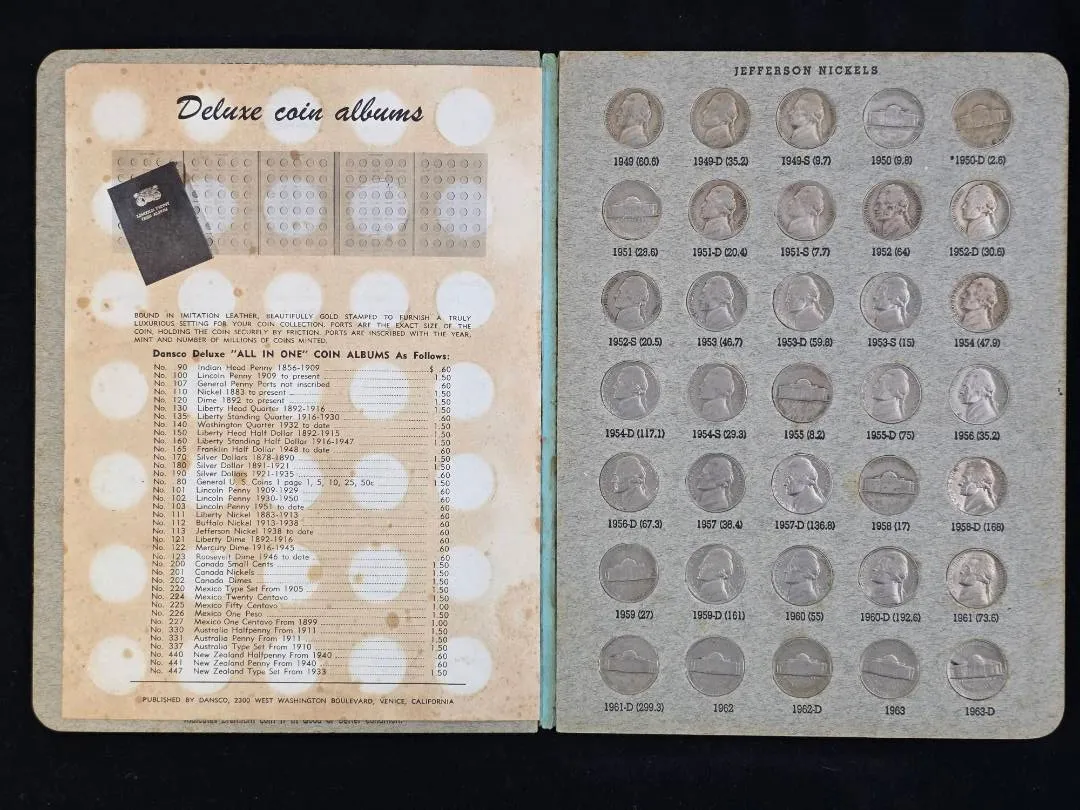 Deluxe coin albums
BOUND IN IMITATION LEATHER, BEAUTIFULLY GOLD STAMPED TO FURNISH A TRULY
LUXURIOUS SETTING FOR YOUR COIN COLLECTION. PORTS ARE THE EXACT SIZE OF THE
COIN, HOLDING THE COIN SECURELY BY FRICTION. PORTS ARE INSCRIBED WITH THE YEAR,
MINT AND NUMBER OF MILLIONS OF COINS MINTED.
Dansco Deluxe "ALL IN ONE" COIN ALBUMS As Follows:
No. 90 Indian Head Penny 1856-1909 $ .60
No. 100 Lincoln Penny 1909 to present 1.50
No. 107 General Penny Ports not inscribed .60
No. 110 Nickel 1883 to present 1.50
No. 120 Dime 1892 to present 1.50
No. 130 Liberty Head Quarter 1892-1916 1.50
No. 135 Liberty Standing Quarter 1916-1930 .60
No. 140 Washington Quarter 1932 to date 1.50
No. 150 Liberty Head Half Dollar 1892-1915 1.50
No. 160 Liberty Standing Half Dollar 1916-1947 1.50
No. 165 Franklin Half Dollar 1948 to date .60
No. 170 Silver Dollars 1878-1890 1.50
No. 180 Silver Dollar 1891-1921 1.50
No. 190 Silver Dollars 1921-1935 .60
No. 80 General U. S. Coins 1 page 1, 5, 10, 25, 50c 1.50
No. 101 Lincoln Penny 1909-1929 .60
No. 102 Lincoln Penny 1930-1950 .60
No. 103 Lincoln Penny 1951 to date .60
No. 111 Liberty Nickel 1883-1913 .60
No. 112 Buffalo Nickel 1913-1938 .60
No. 113 Jefferson Nickel 1938 to date .60
No. 121 Liberty Dime 1892-1916 .60
No. 122 Mercury Dime 1916-1945 .60
No. 123 Roosevelt Dime 1946 to date .60
No. 200 Canada Small Cents 1.50
No. 201 Canada Nickels 1.50
No. 202 Canada Dimes 1.50
No. 220 Mexico Type Set From 1905 1.50
No. 224 Mexico Twenty Centavo 1.50
No. 225 Mexico Fifty Centavo 1.00
No. 226 Mexico One Peso 1.50
No. 227 Mexico One Centavo From 1899 1.00
No. 330 Australia Halfpenny From 1911 1.50
No. 331 Australia Penny From 1911 1.50
No. 337 Australia Type Set From 1910 1.50
No. 440 New Zealand Halfpenny From 1940 .60
No. 441 New Zealand Penny From 1940 .60
No. 447 New Zealand Type Set From 1933 1.50
PUBLISHED BY DANSCO, 2300 WEST WASHINGTON BOULEVARD, VENICE, CALIFORNIA
JEFFERSON NICKELS
1949 (60.6) 1949-D (35.2) 1949-S (9.7) 1950 (9.8) *1950-D (2.6)
1951 (28.6) 1951-D (20.4) 1951-S (7.7) 1952 (64) 1952-D (30.6)
1952-S (20.5) 1953 (46.7) 1953-D (59.8) 1953-S (15) 1954 (47.9)
1954-D (117.1) 1954-S (29.3) 1955 (8.2) 1955-D (75) 1956 (35.2)
1956-D (67.3) 1957 (38.4) 1957-D (136.8) 1958 (17) 1958-D (168)
1959 (27) 1959-D (161) 1960 (55) 1960-D (192.6) 1961 (73.6)
1961-D (299.3) 1962 1962-D 1963 1963-D